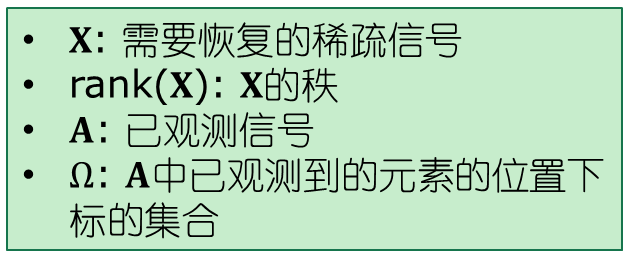 • X: 需要恢复的稀疏信号
• rank(X): X的秩
• A: 已观测信号
• Ω: A中已观测到的元素的位置下
标的集合